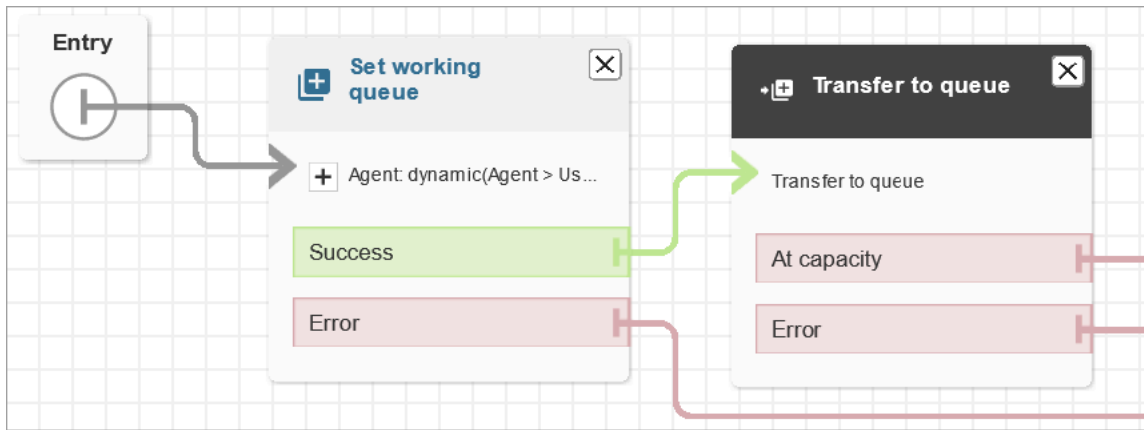 Entry
Set working
queue
Transfer to queue
Agent: dynamic(Agent > Us...
Transfer to queue
Success
At capacity
Error
Error